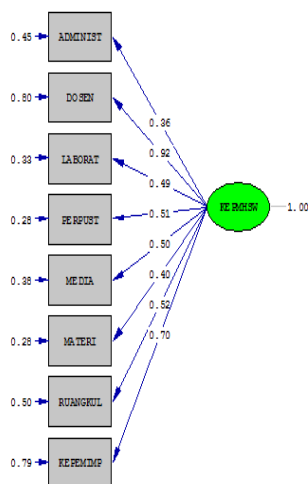 0.45
ADMINIST
0.80
DOSEN
0.33
LABORAT
0.28
PERPUST
0.38
MEDIA
0.28
MATERI
0.50
RUANGKUL
0.79
KEPEMIMP
0.36
0.92
0.49
0.51
0.50
0.40
0.52
0.70
KEPMHSW
1.00